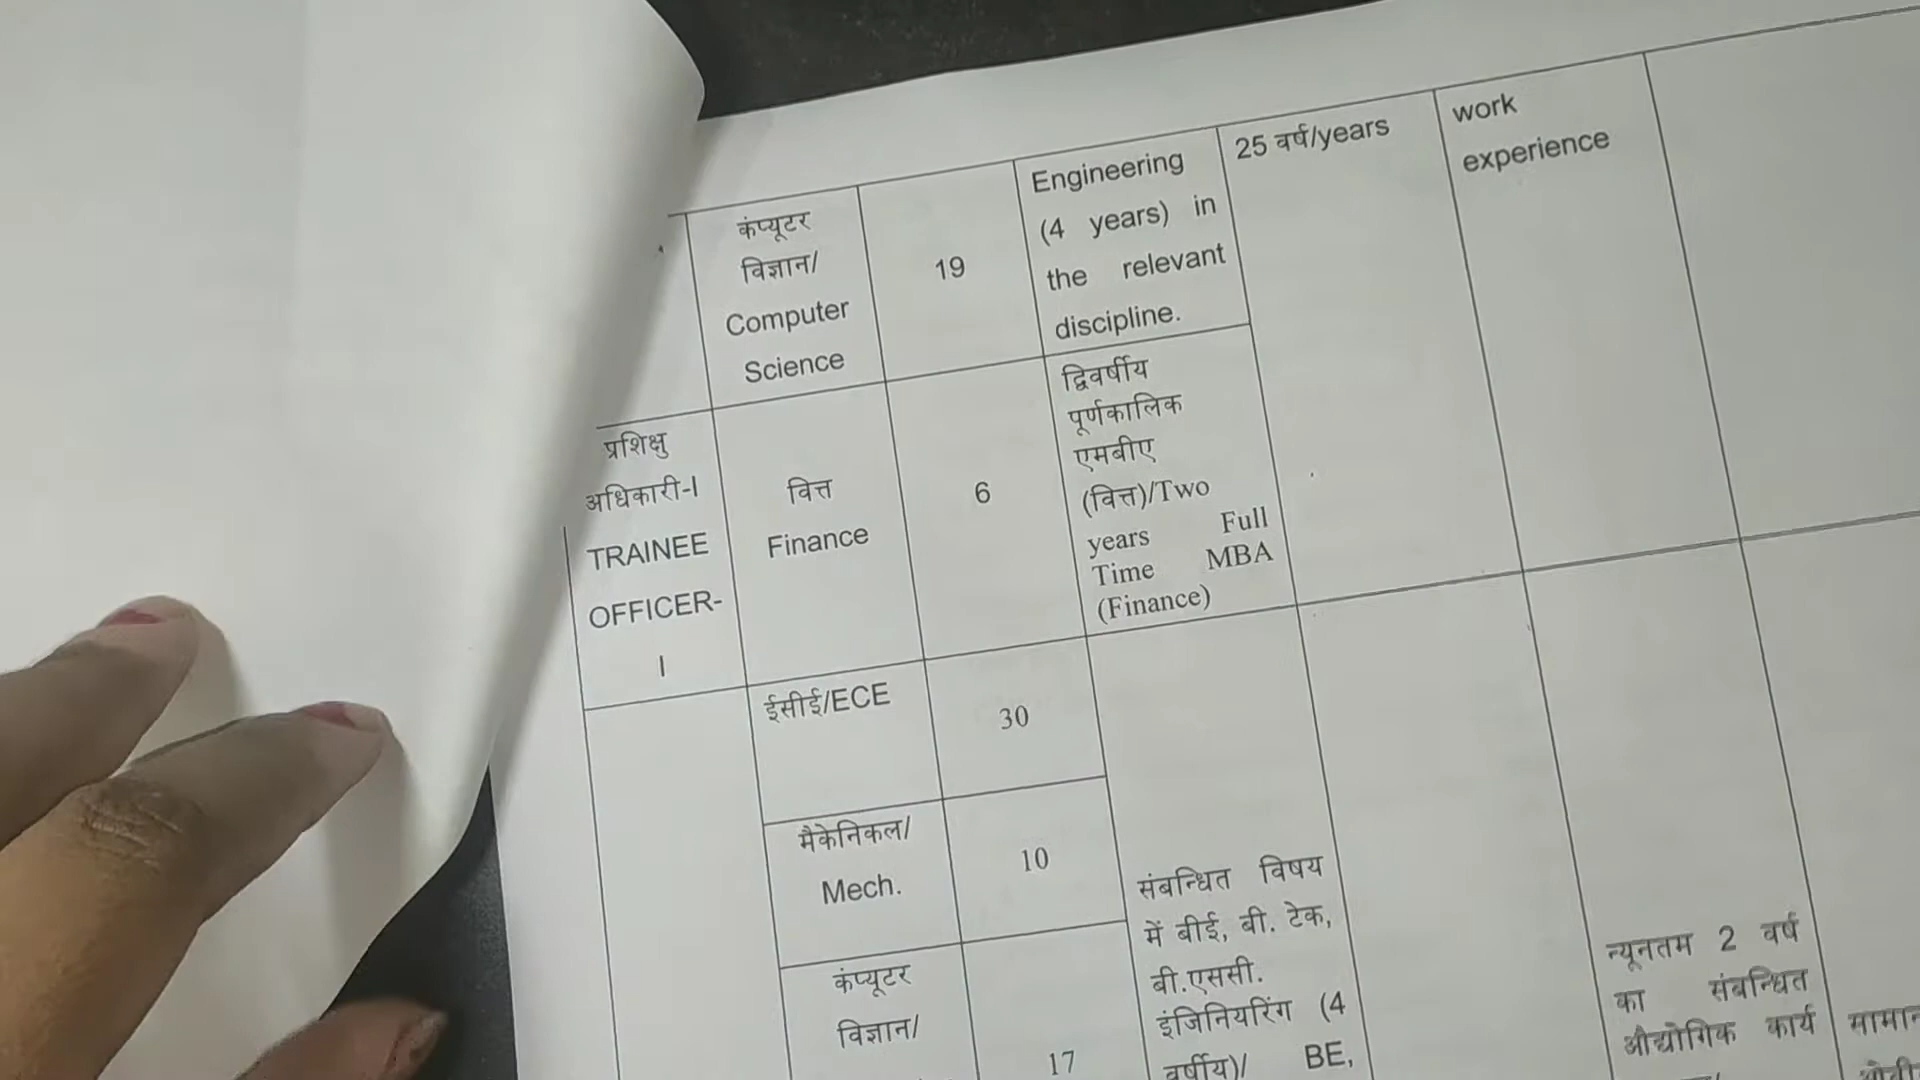 कंप्यूटर
विज्ञान/
Computer
Science
19
Engineering
(4 years) in
the relevant
discipline.
25 वर्ष/years
work
experience
प्रशिक्षु
अधिकारी-I
TRAINEE
OFFICER-
I
वित्त
Finance
6
द्विवर्षीय
पूर्णकालिक
एमबीए
(वित्त)/Two
years Full
Time MBA
(Finance)
ईसीई/ECE
30
मैकेनिकल/
Mech.
10
कंप्यूटर
विज्ञान/
17
संबन्धित विषय
में बीई, बी. टेक,
बी.एससी.
इंजिनियरिंग (4
वर्षीय)/ BE,
न्यूनतम 2 वर्ष
का संबन्धित
औद्योगिक कार्य